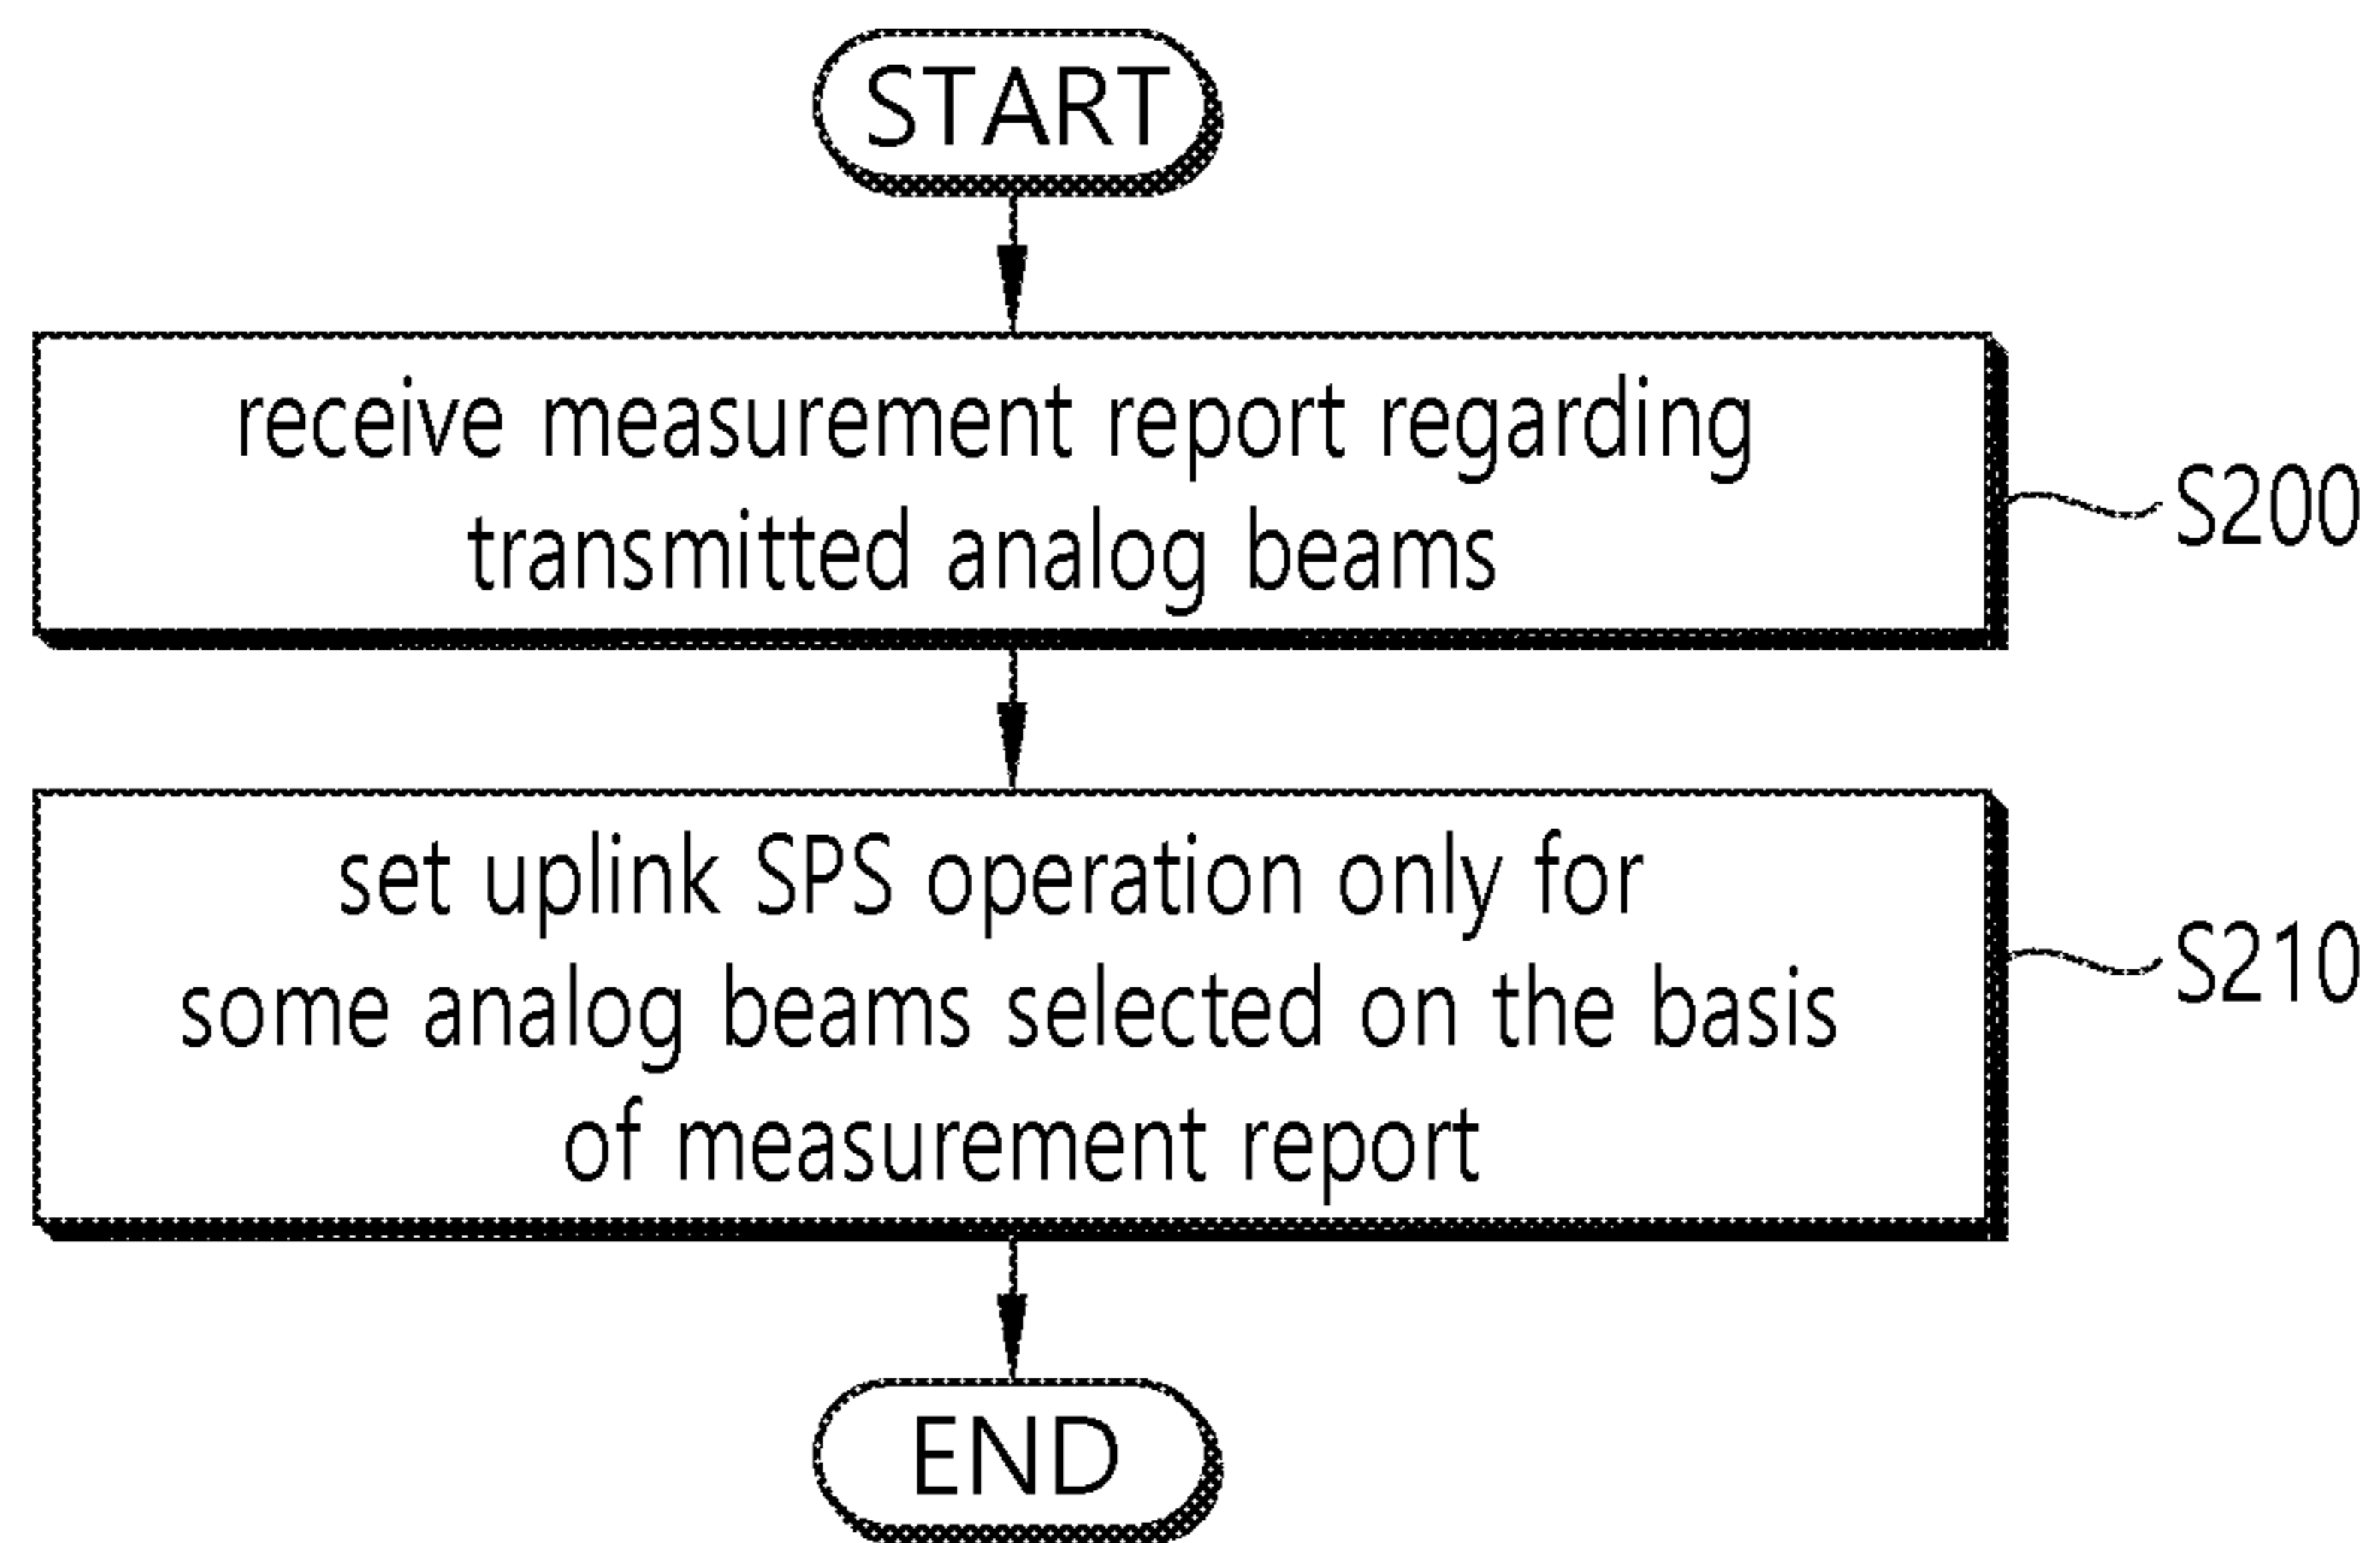 START
receive measurement report regarding
transmitted analog beams
S200
set uplink SPS operation only for
some analog beams selected on the basis
of measurement report
S210
END